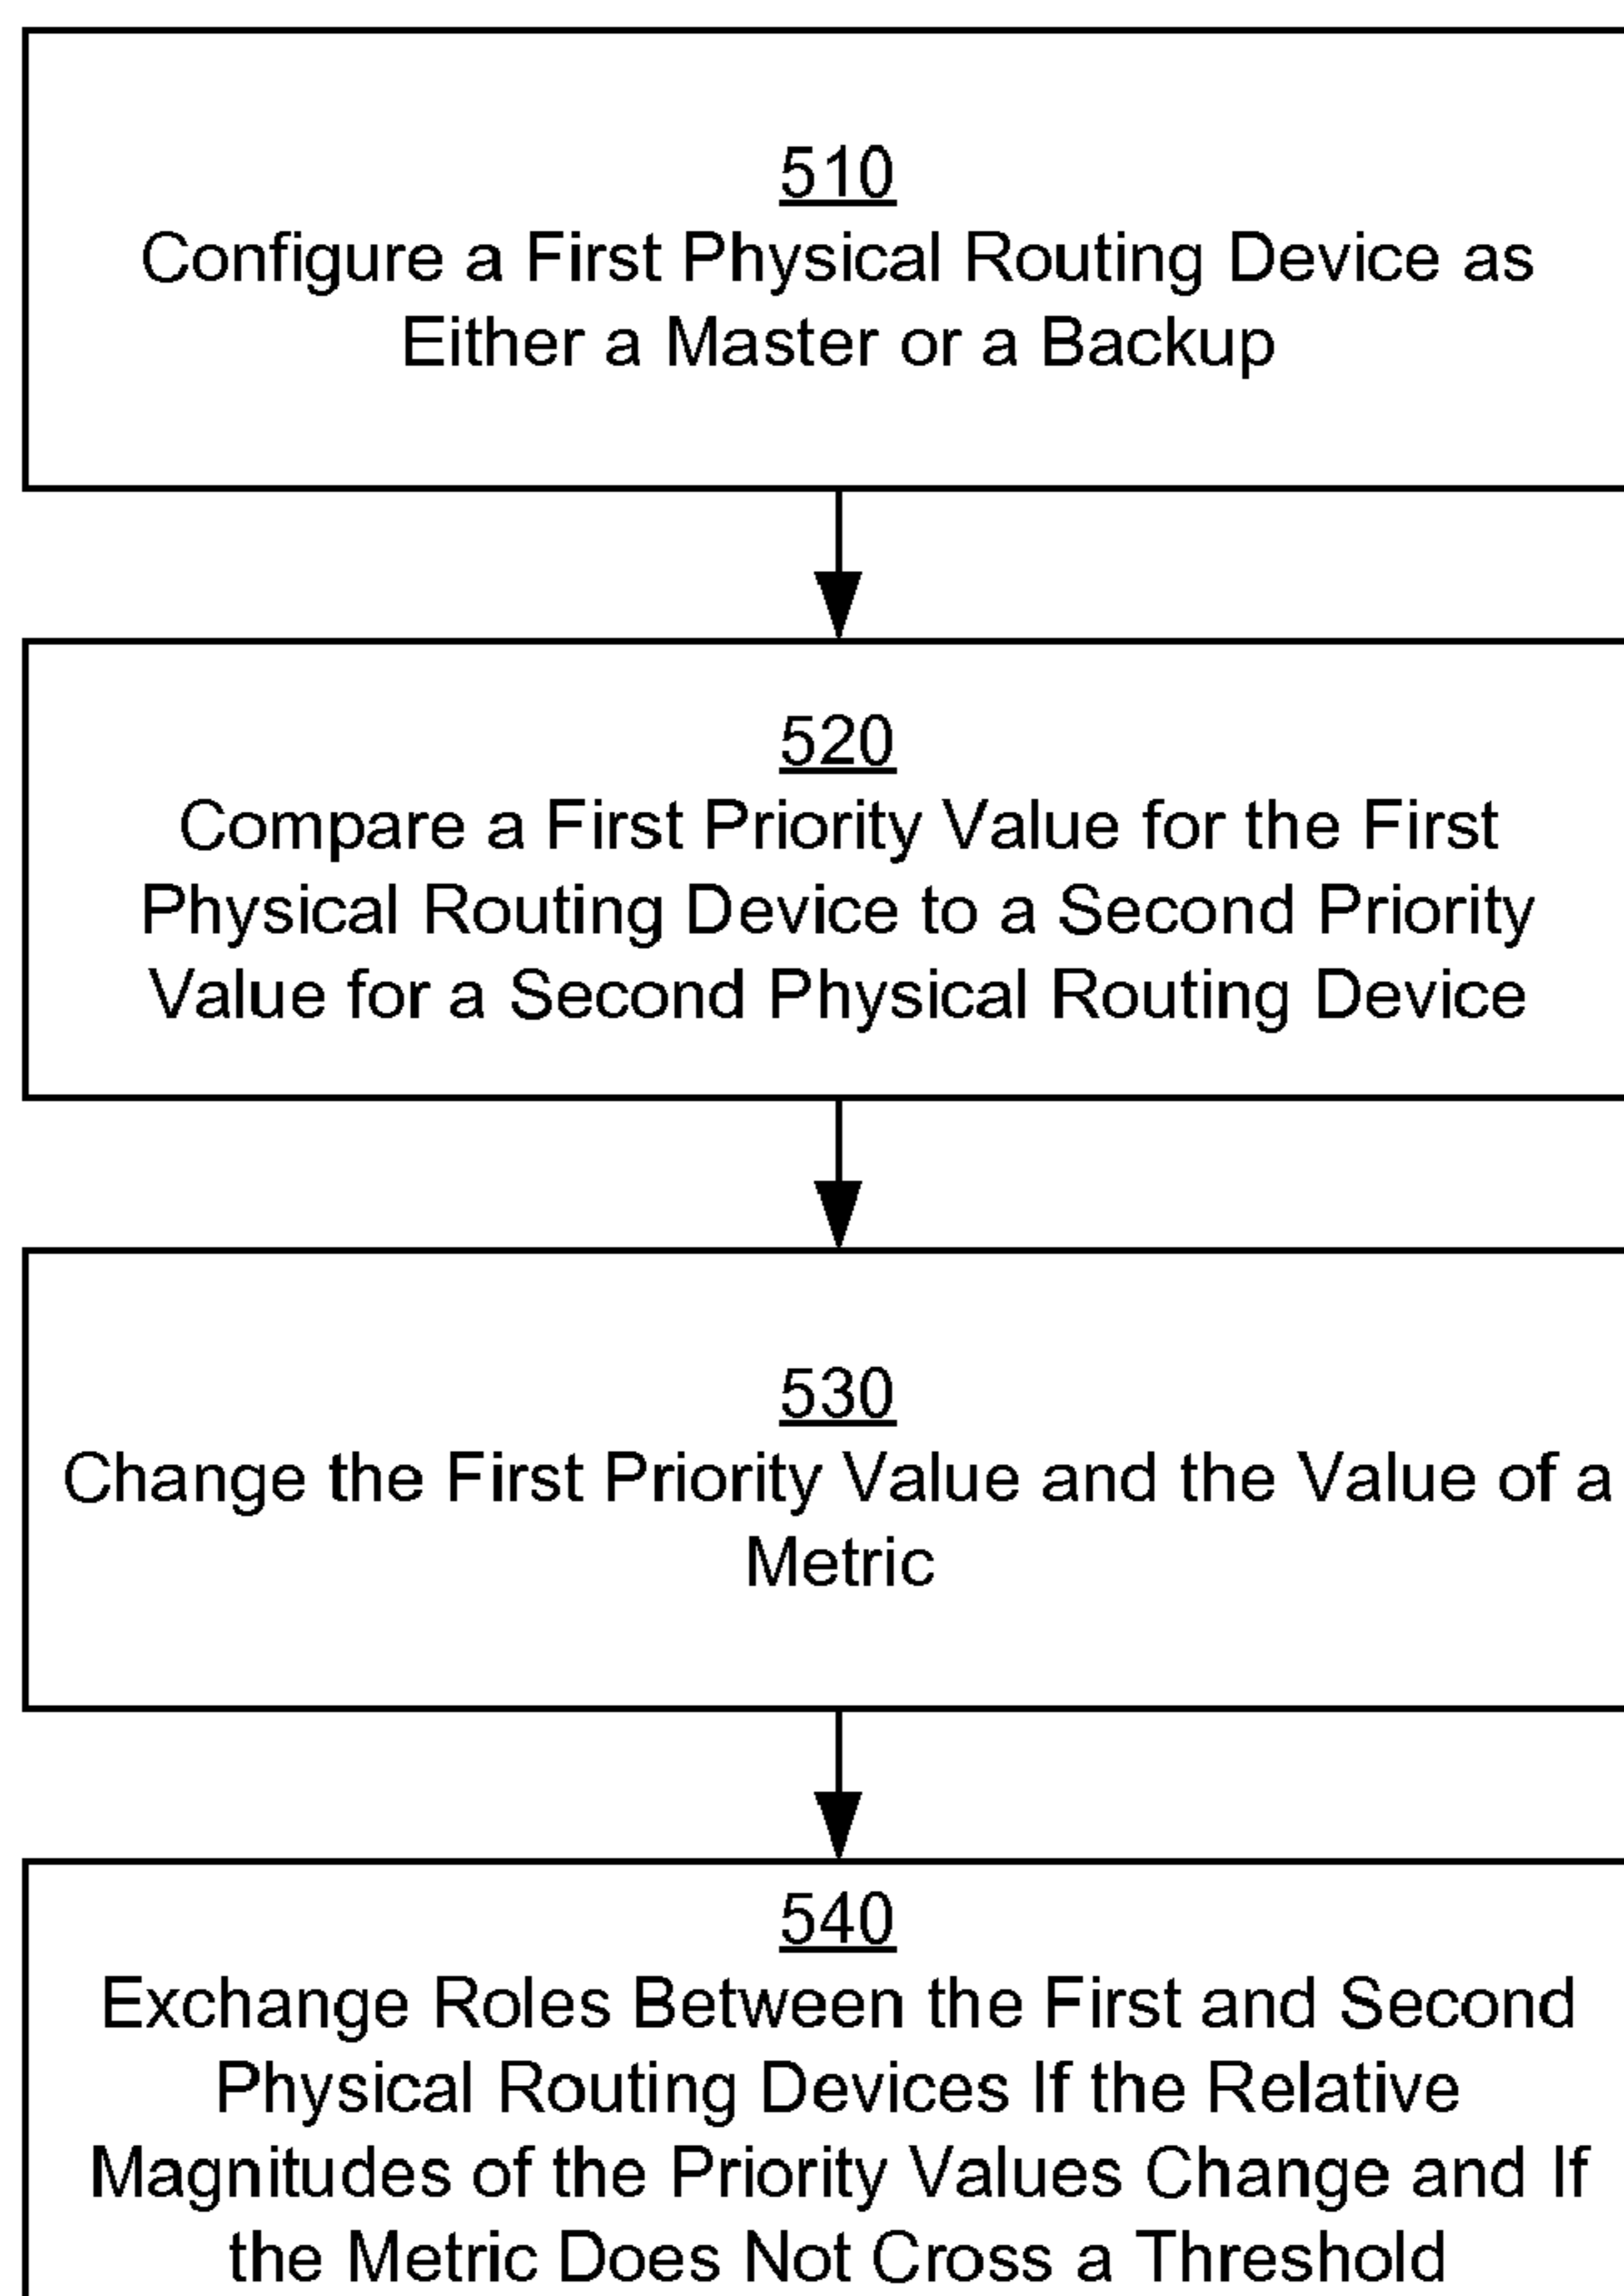 510
Configure a First Physical Routing Device as
Either a Master or a Backup
520
Compare a First Priority Value for the First
Physical Routing Device to a Second Priority
Value for a Second Physical Routing Device
530
Change the First Priority Value and the Value of a
Metric
540
Exchange Roles Between the First and Second
Physical Routing Devices If the Relative
Magnitudes of the Priority Values Change and If
the Metric Does Not Cross a Threshold